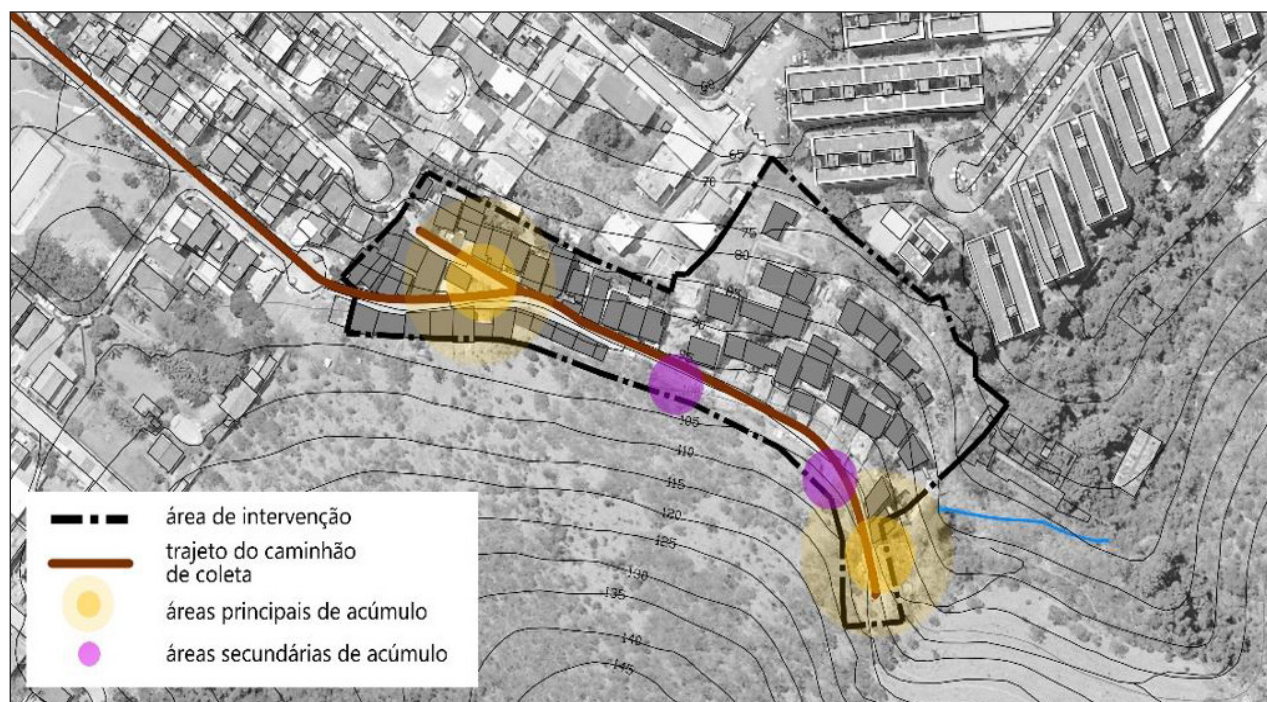 65
70
75
80
105
110
115
120
125
130
135
140
145
área de intervenção
trajeto do caminhão
de coleta
áreas principais de acúmulo
áreas secundárias de acúmulo